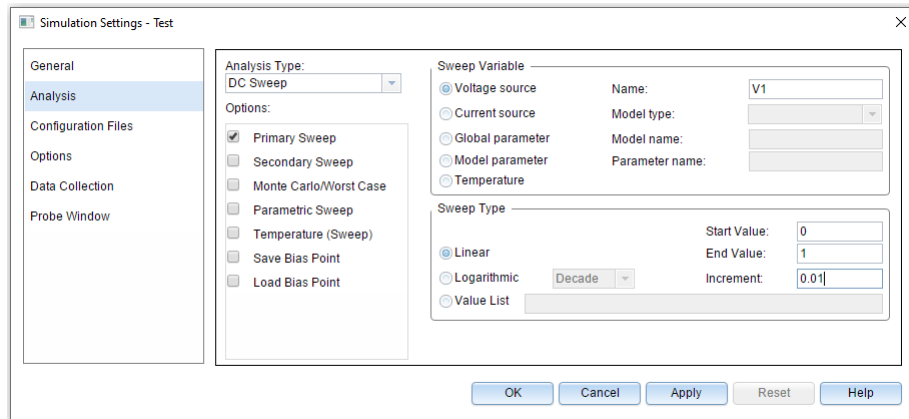 Simulation Settings - Test
General
Analysis
Configuration Files
Options
Data Collection
Probe Window
Analysis Type:
DC Sweep
Options:
Primary Sweep
Secondary Sweep
Monte Carlo/Worst Case
Parametric Sweep
Temperature (Sweep)
Save Bias Point
Load Bias Point
Sweep Variable
Voltage source
Name: V1
Current source
Model type:
Global parameter
Model name:
Model parameter
Parameter name:
Temperature
Sweep Type
Start Value: 0
Linear
End Value: 1
Logarithmic Decade
Increment: 0.01
Value List
OK Cancel Apply Reset Help